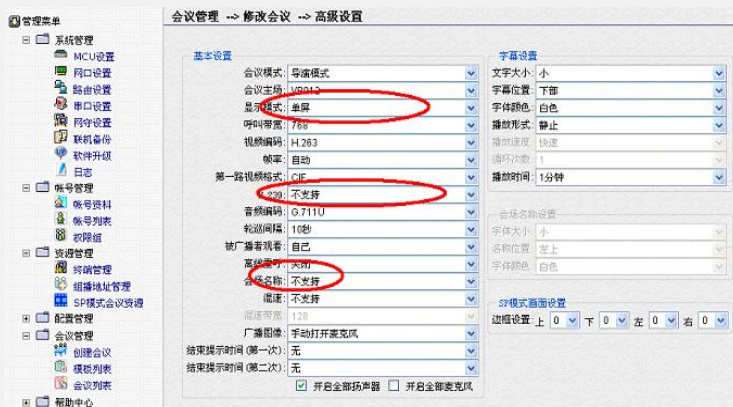 会议管理 --> 修改会议 --> 高级设置
管理菜单
系统管理
MCU设置
网口设置
路由设置
串口设置
网守设置
联机备份
软件升级
日志
帐号管理
帐号资料
帐号列表
权限组
资源管理
终端管理
组播地址管理
SP模式会议资源
配置管理
会议管理
创建会议
模板列表
会议列表
帮助中心
基本设置
会议模式: 导演模式
会议主场:
显示模式: 单屏
呼叫带宽: 768
视频编码: H.263
帧率: 自动
第一路视频格式: CIF
.239: 不支持
音频编码: G.711U
轮巡间隔: 10秒
被广播者观看: 自己
离线重呼: 关闭
会场名称: 不支持
混速: 不支持
混速带宽: 128
广播图像: 手动打开麦克风
结束提示时间(第一次): 无
结束提示时间(第二次): 无
开启全部扬声器 开启全部麦克风
字幕设置
文字大小: 小
字幕位置: 下部
字体颜色: 白色
播放形式: 静止
播放速度: 快速
循环次数: 1
播放时间: 1分钟
会场名称设置
字体大小: 小
名称位置: 左上
字体颜色: 白色
SP模式画面设置
边框设置: 上 0 下 0 左 0 右 0